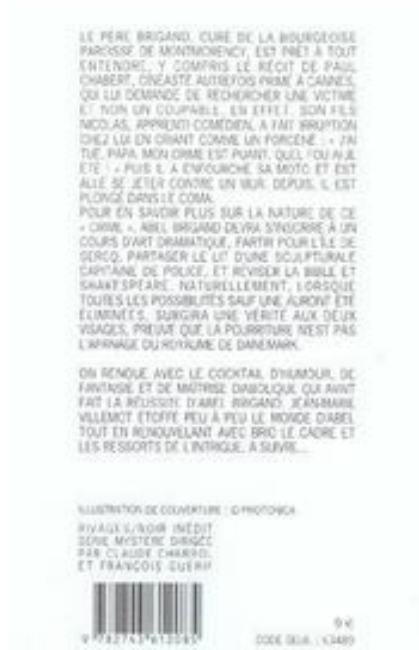 LE PERE BRIGAND, CURÉ DE LA BOURGEOISE
PAROISSE DE MONTMORENCY, EST PRÊT À TOUT
ENTENDRE, Y COMPRIS LE RÉCIT DE PAUL
CHABERT, CINÉASTE AUTREFOIS PRIMÉ À CANNES,
QUI LUI DEMANDE DE RECHERCHER UNE VICTIME
ET NON UN COUPABLE. EN EFFET, SON FILS
NICOLAS, APPRENTI COMÉDIEN, A FAIT IRRUPTION
CHEZ LUI EN CRIANT COMME UN FORCENÉ : « J'AI
TUÉ, PAPA. MON CRIME EST PUANT. QUEL FOU AI-JE
ÉTÉ ! » PUIS IL A ENFOURCHÉ SA MOTO ET EST
ALLÉ SE JETER CONTRE UN MUR. DEPUIS, IL EST
PLONGÉ DANS LE COMA.
POUR EN SAVOIR PLUS SUR LA NATURE DE CE
« CRIME », ABEL BRIGAND DEVRA S'INSCRIRE À UN
COURS D'ART DRAMATIQUE, PARTIR POUR L'ÎLE DE
SERCQ, PARTAGER LE LIT D'UNE SCULPTURALE
CAPITAINE DE POLICE, ET RÉVISER LA BIBLE ET
SHAKESPEARE. NATURELLEMENT, LORSQUE
TOUTES LES POSSIBILITÉS SAUF UNE AURONT ÉTÉ
ÉLIMINÉES, SURGIRA UNE VÉRITÉ AUX DEUX
VISAGES, PREUVE QUE LA POURRITURE N'EST PAS
L'APANAGE DU ROYAUME DE DANEMARK.
ON RENOUE AVEC LE COCKTAIL D'HUMOUR, DE
FANTAISIE ET DE MAÎTRISE DIABOLIQUE QUI AVAIT
FAIT LA RÉUSSITE D'ABEL BRIGAND. JEAN-MARIE
VILLEMOT ÉTOFFE PEU À PEU LE MONDE D'ABEL
TOUT EN RENOUVELANT AVEC BRIO LE CADRE ET
LES RESSORTS DE L'INTRIGUE. À SUIVRE...
ILLUSTRATION DE COUVERTURE : © PHOTONICA
RIVAGES/NOIR INÉDIT
SÉRIE MYSTÈRE DIRIGÉE
PAR CLAUDE CHABROL
ET FRANÇOIS GUÉRIF
9 €
CODE SEUIL : 43489